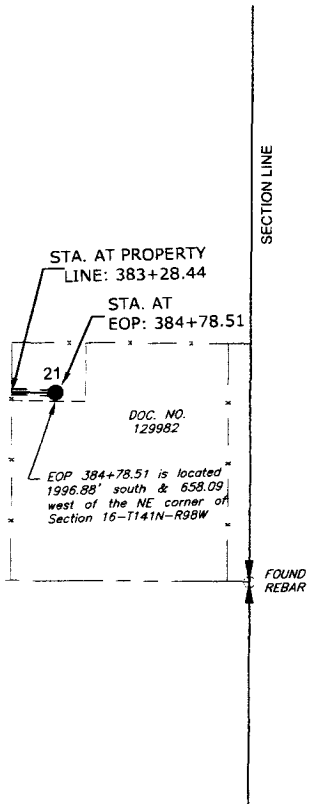 SECTION LINE
STA. AT PROPERTY
LINE: 383+28.44
STA. AT
EOP: 384+78.51
21
DOC. NO.
129982
EOP 384+78.51 is located
1996.88' south & 658.09
west of the NE corner of
Section 16-T141N-R98W
FOUND
REBAR